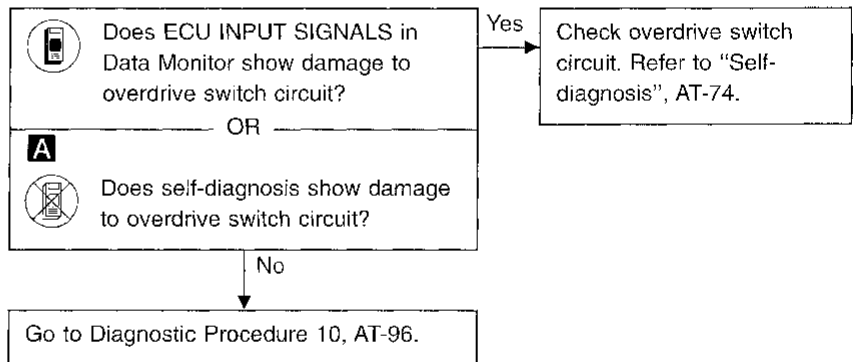 Does ECU INPUT SIGNALS in
Data Monitor show damage to
overdrive switch circuit?
OR
A
Does self-diagnosis show damage
to overdrive switch circuit?
Yes
Check overdrive switch
circuit. Refer to “Self-
diagnosis”, AT-74.
No
Go to Diagnostic Procedure 10, AT-96.